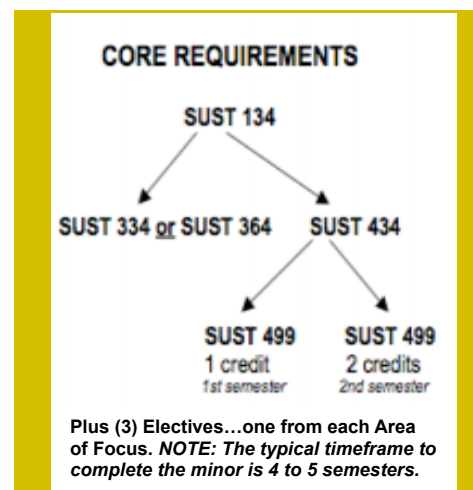 CORE REQUIREMENTS
SUST 134
SUST 334 or SUST 364 SUST 434
SUST 499 SUST 499
1 credit 2 credits
1st semester 2nd semester
Plus (3) Electives…one from each Area
of Focus. NOTE: The typical timeframe to
complete the minor is 4 to 5 semesters.